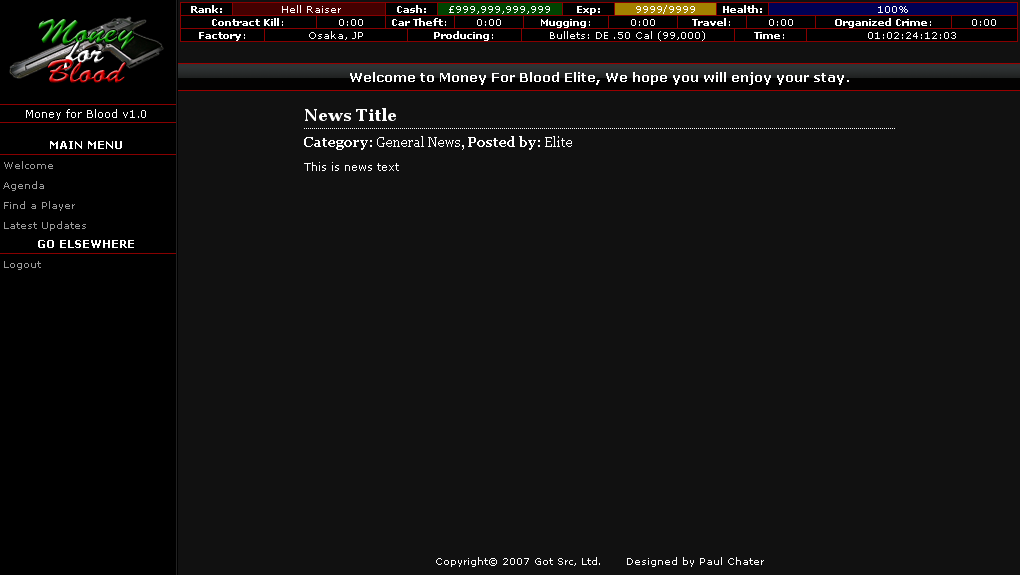 Money
for
Blood
Rank: Hell Raiser Cash: £999,999,999,999 Exp: 9999/9999 Health: 100%
Contract Kill: 0:00 Car Theft: 0:00 Mugging: 0:00 Travel: 0:00 Organized Crime: 0:00
Factory: Osaka, JP Producing: Bullets: DE .50 Cal (99,000) Time: 01:02:24:12:03
Welcome to Money For Blood Elite, We hope you will enjoy your stay.
Money for Blood v1.0
MAIN MENU
Welcome
Agenda
Find a Player
Latest Updates
GO ELSEWHERE
Logout
News Title
Category: General News, Posted by: Elite
This is news text
Copyright© 2007 Got Src, Ltd. Designed by Paul Chater